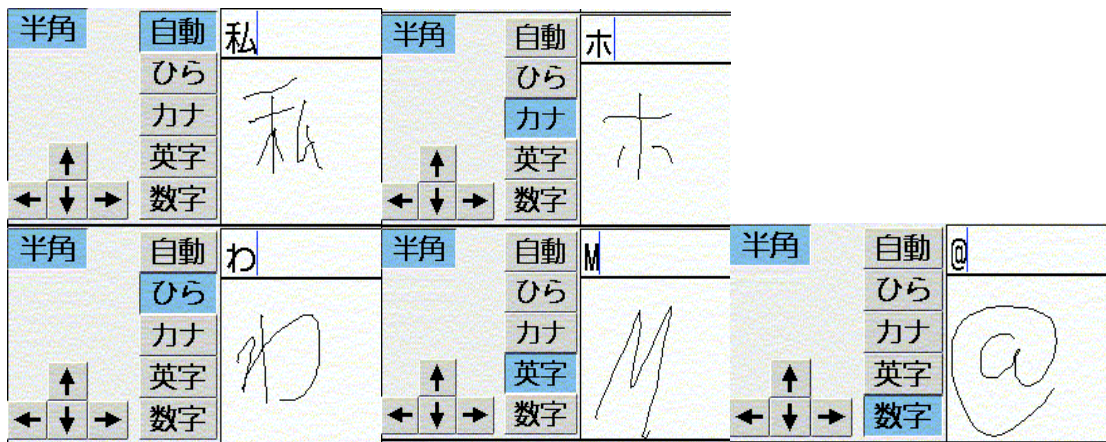 半角 自動 私
ひら 私
カナ
英字
数字
半角 自動 ホ
ひら ホ
カナ
英字
数字
半角 自動 わ
ひら わ
カナ
英字
数字
半角 自動 M
ひら M
カナ
英字
数字
半角 自動 @
ひら @
カナ
英字
数字